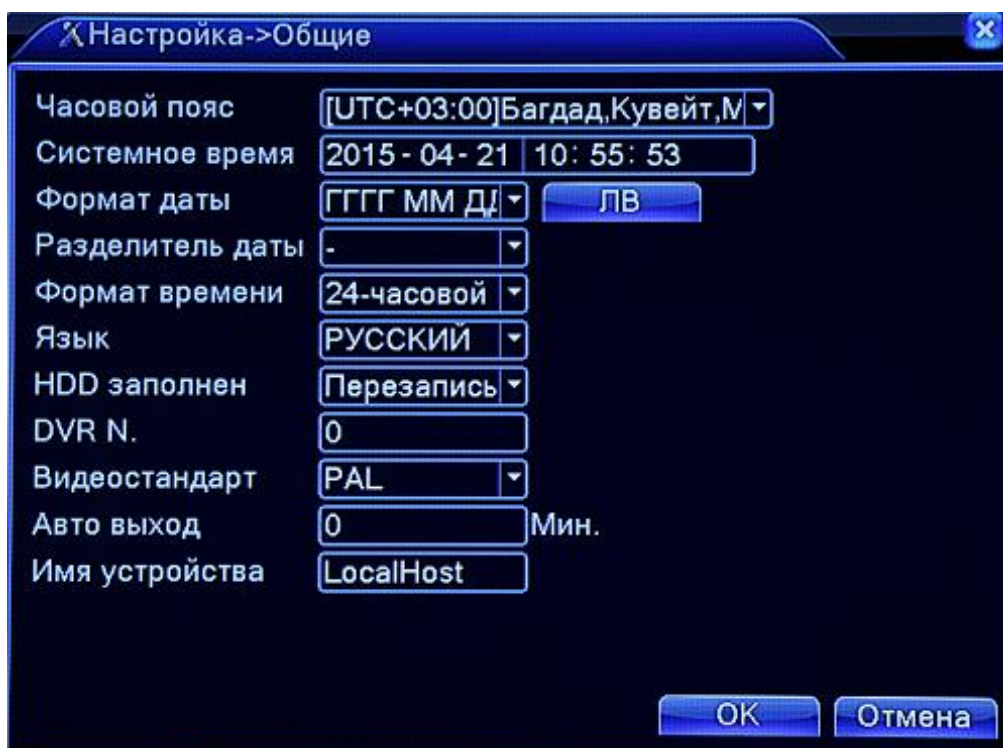 Настройка->Общие
Часовой пояс [UTC+03:00]Багдад,Кувейт,М
Системное время 2015-04-21 10:55:53
Формат даты ГГГГ ММ ДД ЛВ
Разделитель даты -
Формат времени 24-часовой
Язык РУССКИЙ
HDD заполнен Перезапись
DVR N. 0
Видеостандарт PAL
Авто выход 0 Мин.
Имя устройства LocalHost
OK Отмена